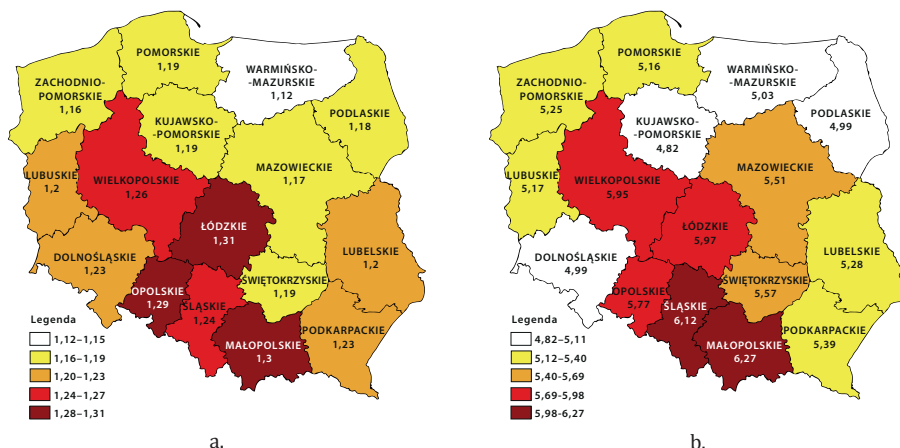 POMORSKIE
1,19
WARMIŃSKO-
-MAZURSKIE
1,12
ZACHODNIO-
-POMORSKIE
1,16
PODLASKIE
1,18
KUJAWSKO-
-POMORSKIE
1,19
MAZOWIECKIE
1,17
LUBUSKIE
1,2
WIELKOPOLSKIE
1,26
ŁÓDZKIE
1,31
LUBELSKIE
1,2
DOLNOŚLĄSKIE
1,23
OPOLSKIE
1,29
ŚLĄSKIE
1,24
ŚWIĘTOKRZYSKIE
1,19
MAŁOPOLSKIE
1,3
PODKARPACKIE
1,23
Legenda
1,12–1,15
1,16–1,19
1,20–1,23
1,24–1,27
1,28–1,31
a.
POMORSKIE
5,16
WARMIŃSKO-
-MAZURSKIE
5,03
ZACHODNIO-
-POMORSKIE
5,25
PODLASKIE
4,99
KUJAWSKO-
-POMORSKIE
4,82
MAZOWIECKIE
5,51
LUBUSKIE
5,17
WIELKOPOLSKIE
5,95
ŁÓDZKIE
5,97
LUBELSKIE
5,28
DOLNOŚLĄSKIE
4,99
OPOLSKIE
5,77
ŚLĄSKIE
6,12
ŚWIĘTOKRZYSKIE
5,57
MAŁOPOLSKIE
6,27
PODKARPACKIE
5,39
Legenda
4,82–5,11
5,12–5,40
5,40–5,69
5,69–5,98
5,98–6,27
b.